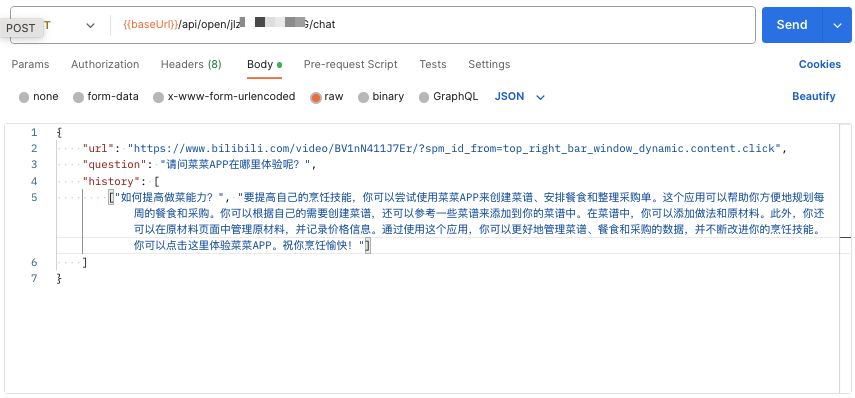 POST
T
{{baseUrl}}/api/open/jlz G/chat
Send
Params Authorization Headers (8) Body Pre-request Script Tests Settings Cookies
none form-data x-www-form-urlencoded raw binary GraphQL JSON Beautify
1 {
2 "url": "https://www.bilibili.com/video/BV1nN411J7Er/?spm_id_from=top_right_bar_window_dynamic.content.click",
3 "question": "请问菜菜APP在哪里体验呢？",
4 "history": [
5 ["如何提高做菜能力？", "要提高自己的烹饪技能，你可以尝试使用菜菜APP来创建菜谱、安排餐食和整理采购单。这个应用可以帮助你方便地规划每
周的餐食和采购。你可以根据自己的需要创建菜谱，还可以参考一些菜谱来添加到你的菜谱中。在菜谱中，你可以添加做法和原材料。此外，你还
可以在原材料页面中管理原材料，并记录价格信息。通过使用这个应用，你可以更好地管理菜谱、餐食和采购的数据，并不断改进你的烹饪技能。
你可以点击这里体验菜菜APP。祝你烹饪愉快！"]
6 ]
7 }